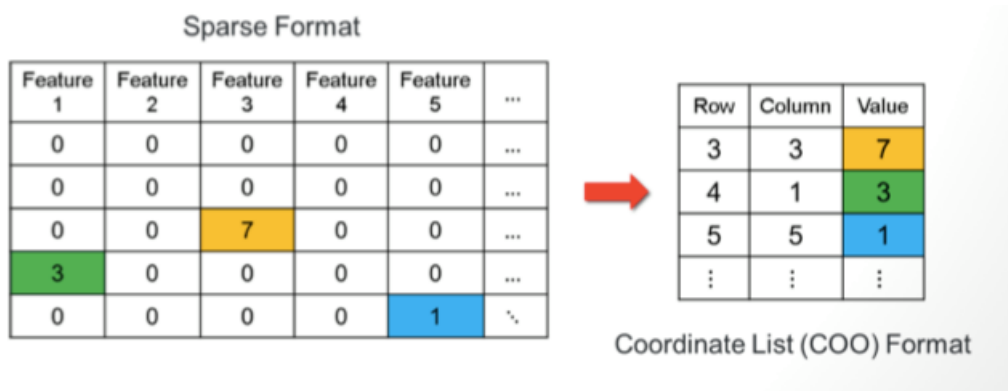 Sparse Format
Feature 1 Feature 2 Feature 3 Feature 4 Feature 5 ...
0 0 0 0 0 ...
0 0 0 0 0 ...
0 0 7 0 0 ...
3 0 0 0 0 ...
0 0 0 0 1 ⋱
Row Column Value
3 3 7
4 1 3
5 5 1
⋮ ⋮ ⋮
Coordinate List (COO) Format